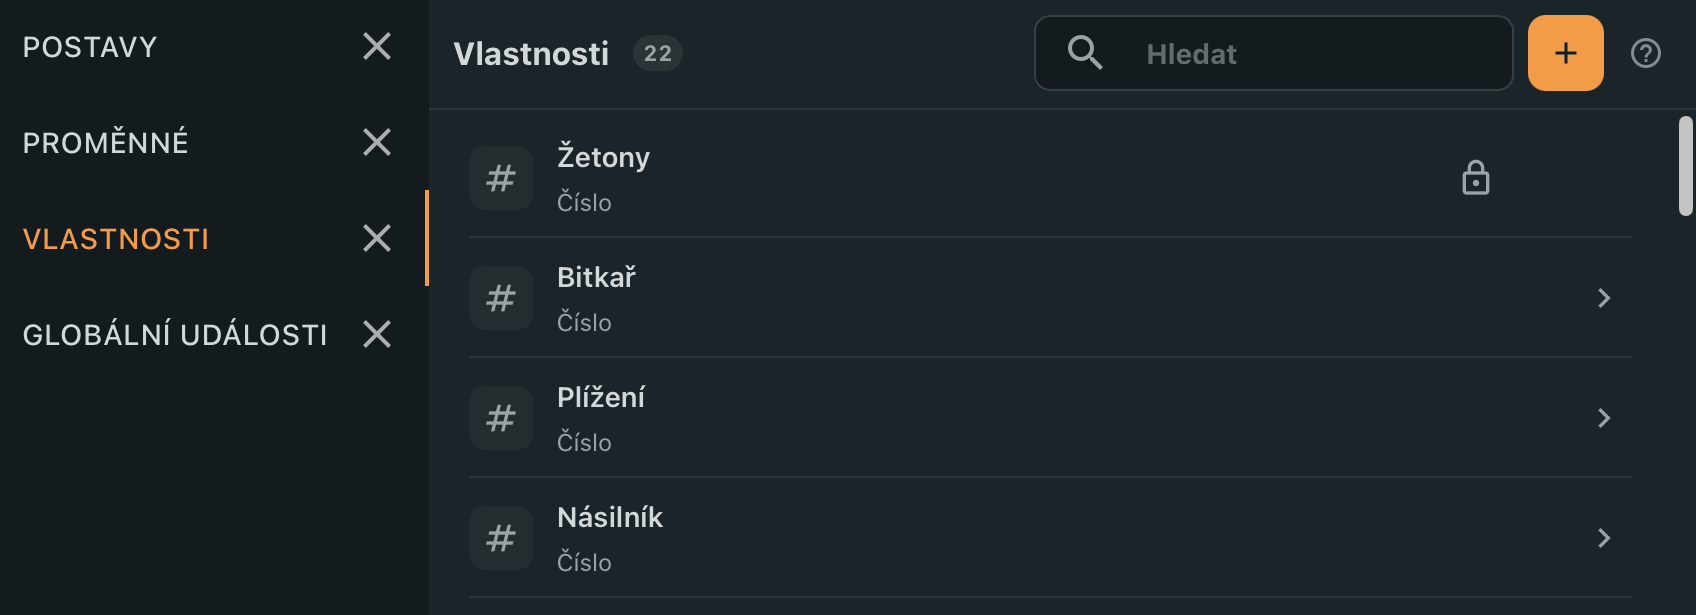 POSTAVY
PROMĚNNÉ
VLASTNOSTI
GLOBÁLNÍ UDÁLOSTI
Vlastnosti 22
Hledat
+
?
# Žetony
Číslo
# Bitkař
Číslo
# Plížení
Číslo
# Násilník
Číslo